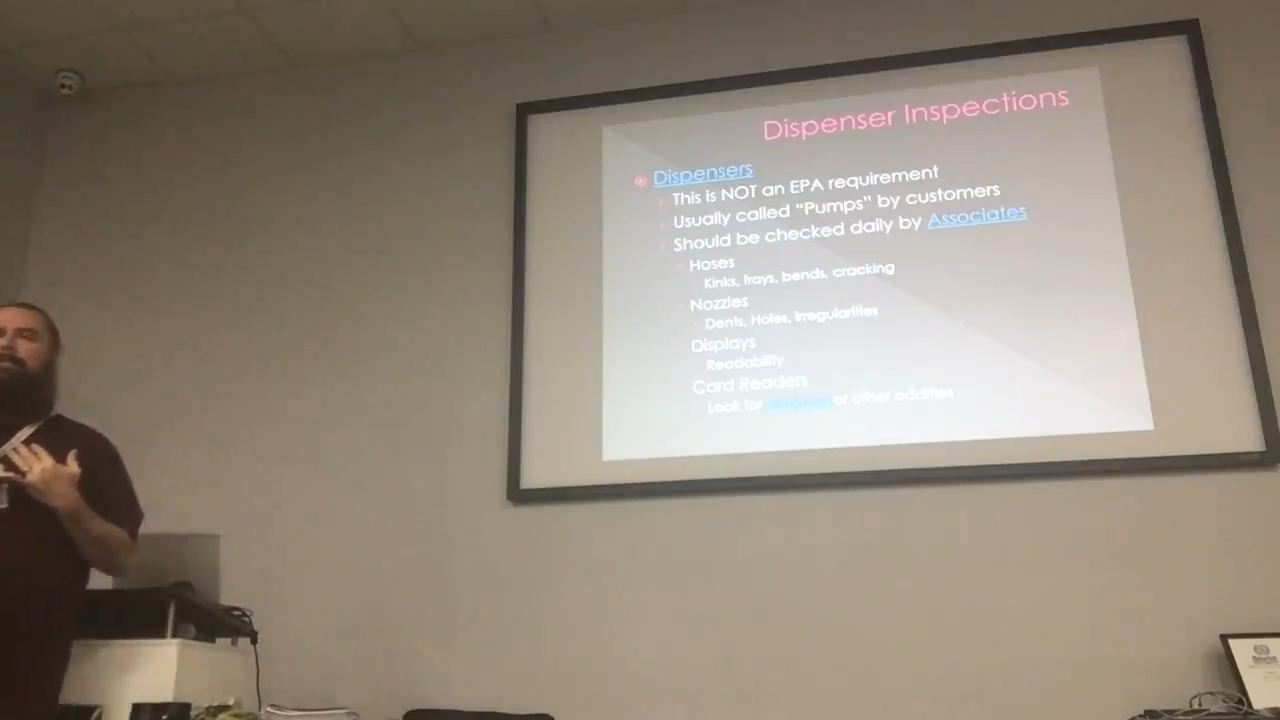 Dispenser Inspections
Dispensers
This is NOT an EPA requirement
Usually called “Pumps” by customers
Should be checked daily by Associates
Hoses
Kinks, frays, bends, cracking
Nozzles
Dents, Holes, Irregularities
Displays
Readability
Card Readers
Look for or other oddities